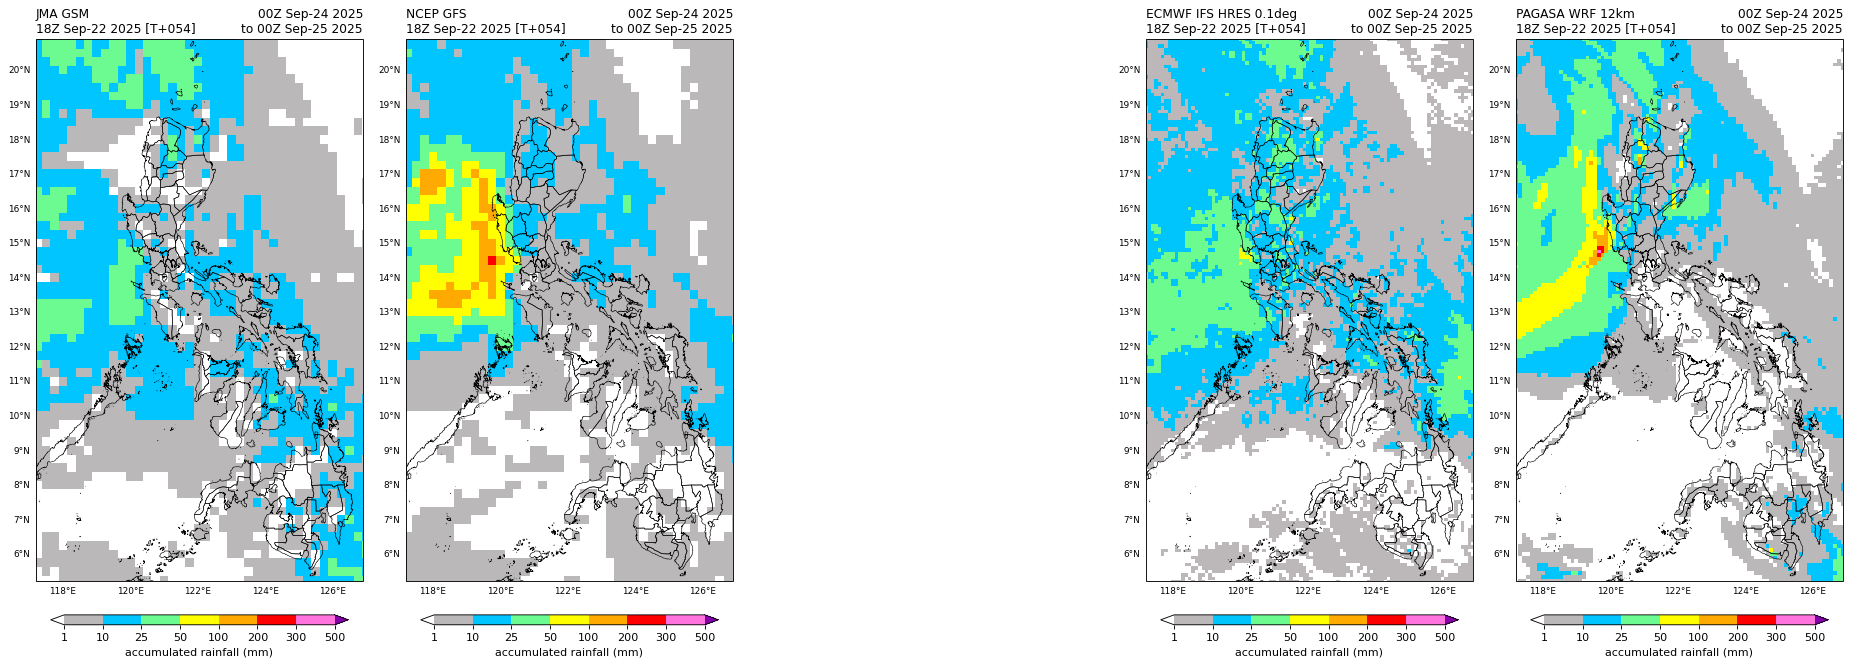 JMA GSM 00Z Sep-24 2025
18Z Sep-22 2025 [T+054] to 00Z Sep-25 2025
20°N
19°N
18°N
17°N
16°N
15°N
14°N
13°N
12°N
11°N
10°N
9°N
8°N
7°N
6°N
118°E 120°E 122°E 124°E 126°E
1 10 25 50 100 200 300 500
accumulated rainfall (mm)
NCEP GFS 00Z Sep-24 2025
18Z Sep-22 2025 [T+054] to 00Z Sep-25 2025
20°N
19°N
18°N
17°N
16°N
15°N
14°N
13°N
12°N
11°N
10°N
9°N
8°N
7°N
6°N
118°E 120°E 122°E 124°E 126°E
1 10 25 50 100 200 300 500
accumulated rainfall (mm)
ECMWF IFS HRES 0.1deg 00Z Sep-24 2025
18Z Sep-22 2025 [T+054] to 00Z Sep-25 2025
20°N
19°N
18°N
17°N
16°N
15°N
14°N
13°N
12°N
11°N
10°N
9°N
8°N
7°N
6°N
118°E 120°E 122°E 124°E 126°E
1 10 25 50 100 200 300 500
accumulated rainfall (mm)
PAGASA WRF 12km 00Z Sep-24 2025
18Z Sep-22 2025 [T+054] to 00Z Sep-25 2025
20°N
19°N
18°N
17°N
16°N
15°N
14°N
13°N
12°N
11°N
10°N
9°N
8°N
7°N
6°N
118°E 120°E 122°E 124°E 126°E
1 10 25 50 100 200 300 500
accumulated rainfall (mm)